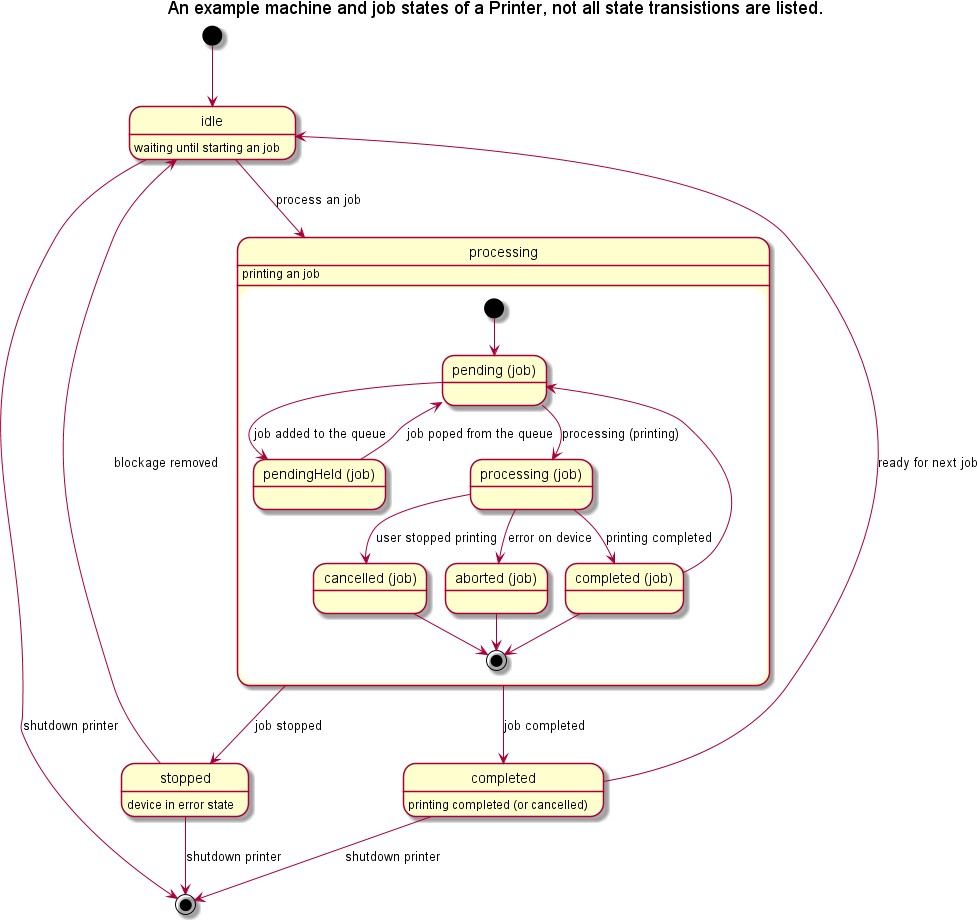 An example machine and job states of a Printer, not all state transistions are listed.
idle
waiting until starting an job
process an job
processing
printing an job
pending (job)
job added to the queue
job poped from the queue
processing (printing)
blockage removed
ready for next job
pendingHeld (job)
processing (job)
user stopped printing
error on device
printing completed
cancelled (job)
aborted (job)
completed (job)
shutdown printer
job stopped
job completed
stopped
device in error state
completed
printing completed (or cancelled)
shutdown printer
shutdown printer